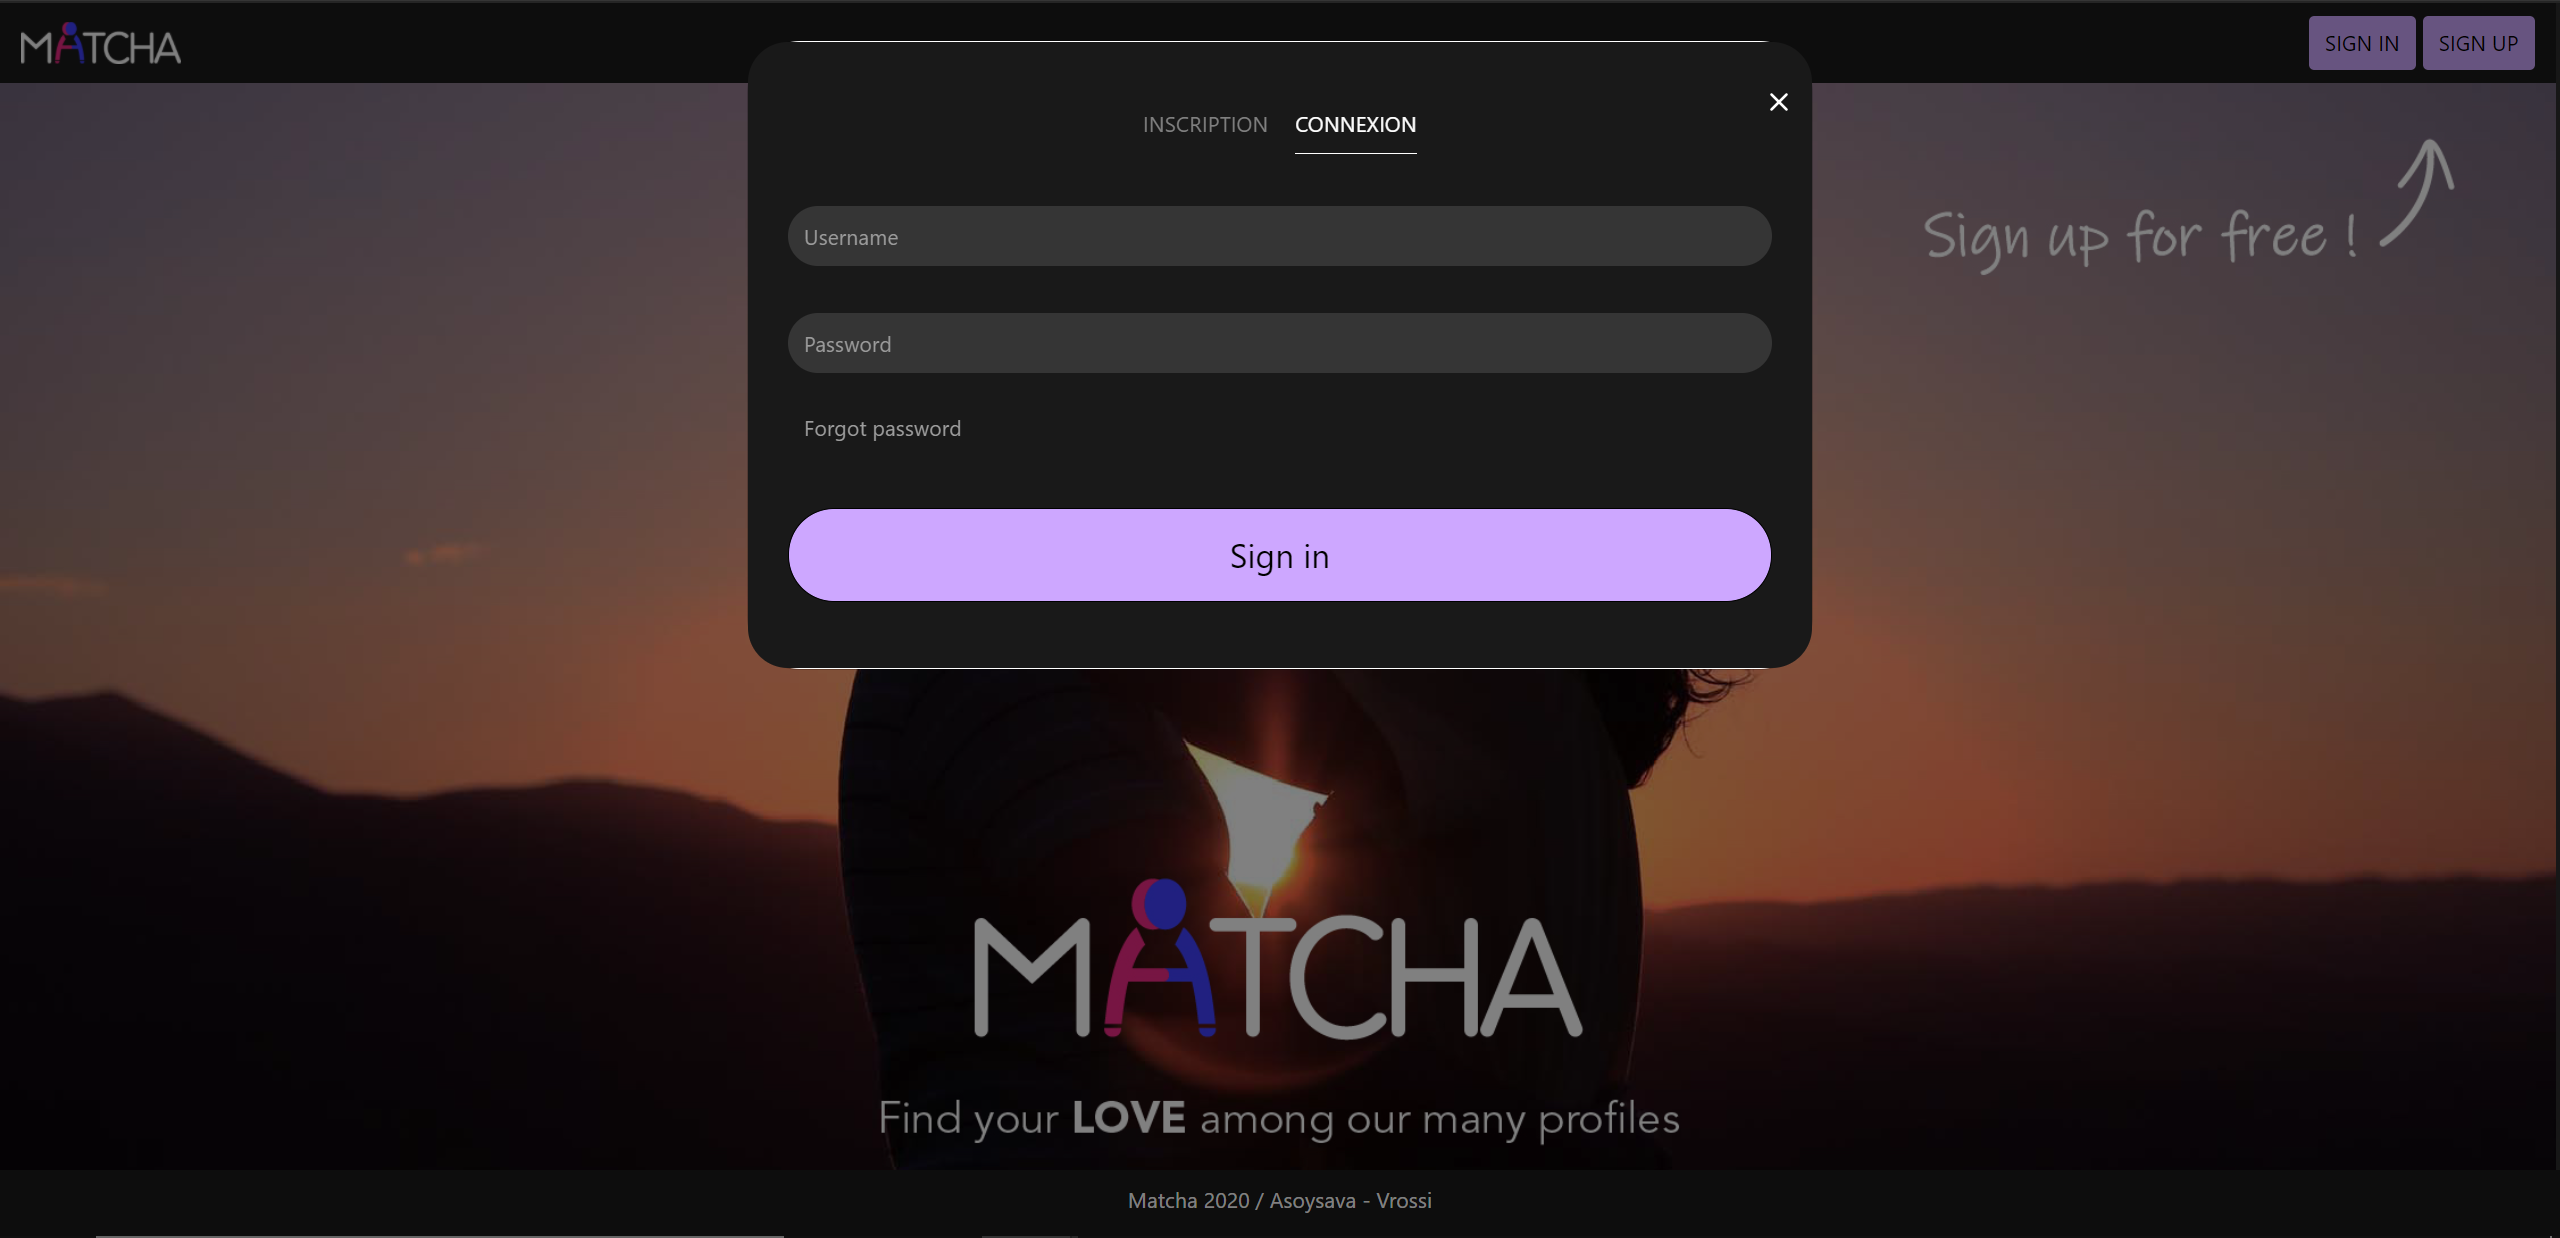 MATCHA
SIGN IN SIGN UP
INSCRIPTION CONNEXION
Sign up for free !
Username
Password
Forgot password
Sign in
MATCHA
Find your LOVE among our many profiles
Matcha 2020 / Asoysava - Vrossi